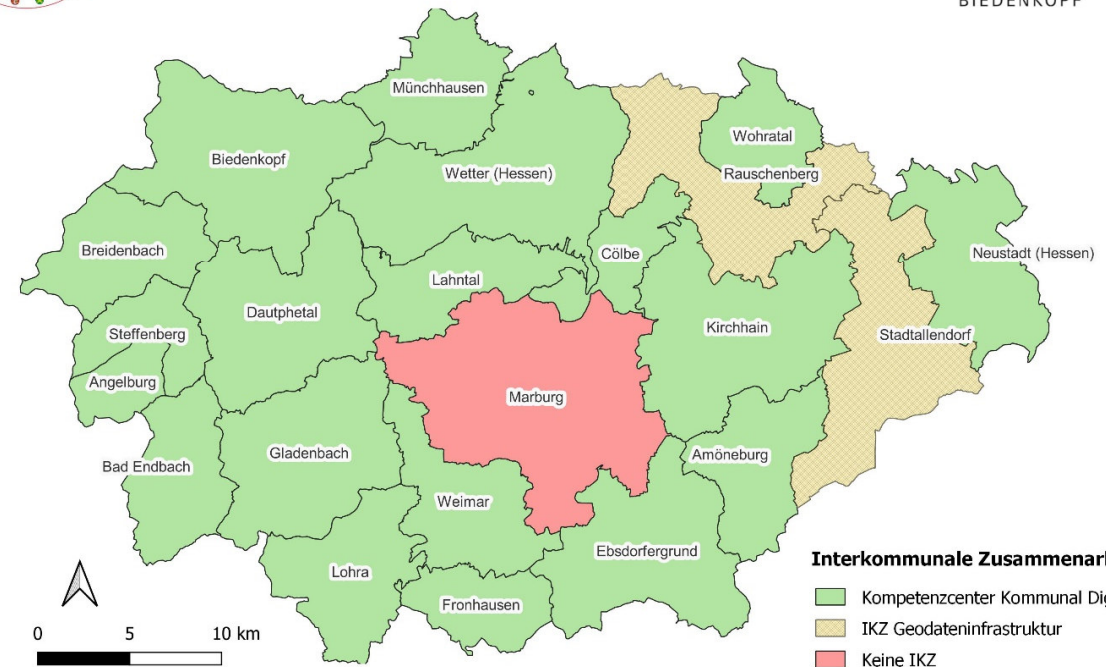 BIEDENKOPF
Münchhausen
Biedenkopf
Wetter (Hessen)
Wohratal
Rauschenberg
Breidenbach
Cölbe
Neustadt (Hessen)
Lahntal
Dautphetal
Steffenberg
Kirchhain
Stadtallendorf
Angelburg
Marburg
Bad Endbach
Gladenbach
Amöneburg
Weimar
Ebsdorfergrund
Lohra
Fronhausen
Interkommunale Zusammenar
Kompetenzcenter Kommunal Dig
IKZ Geodateninfrastruktur
Keine IKZ
0 5 10 km